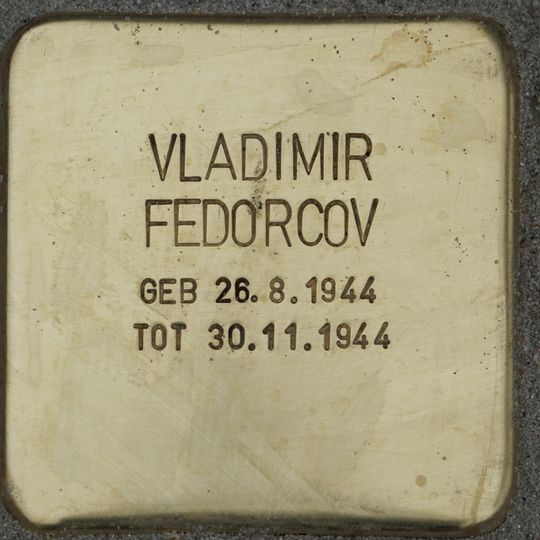 VLADIMIR
FEDORCOV
GEB 26.8.1944
TOT 30.11.1944